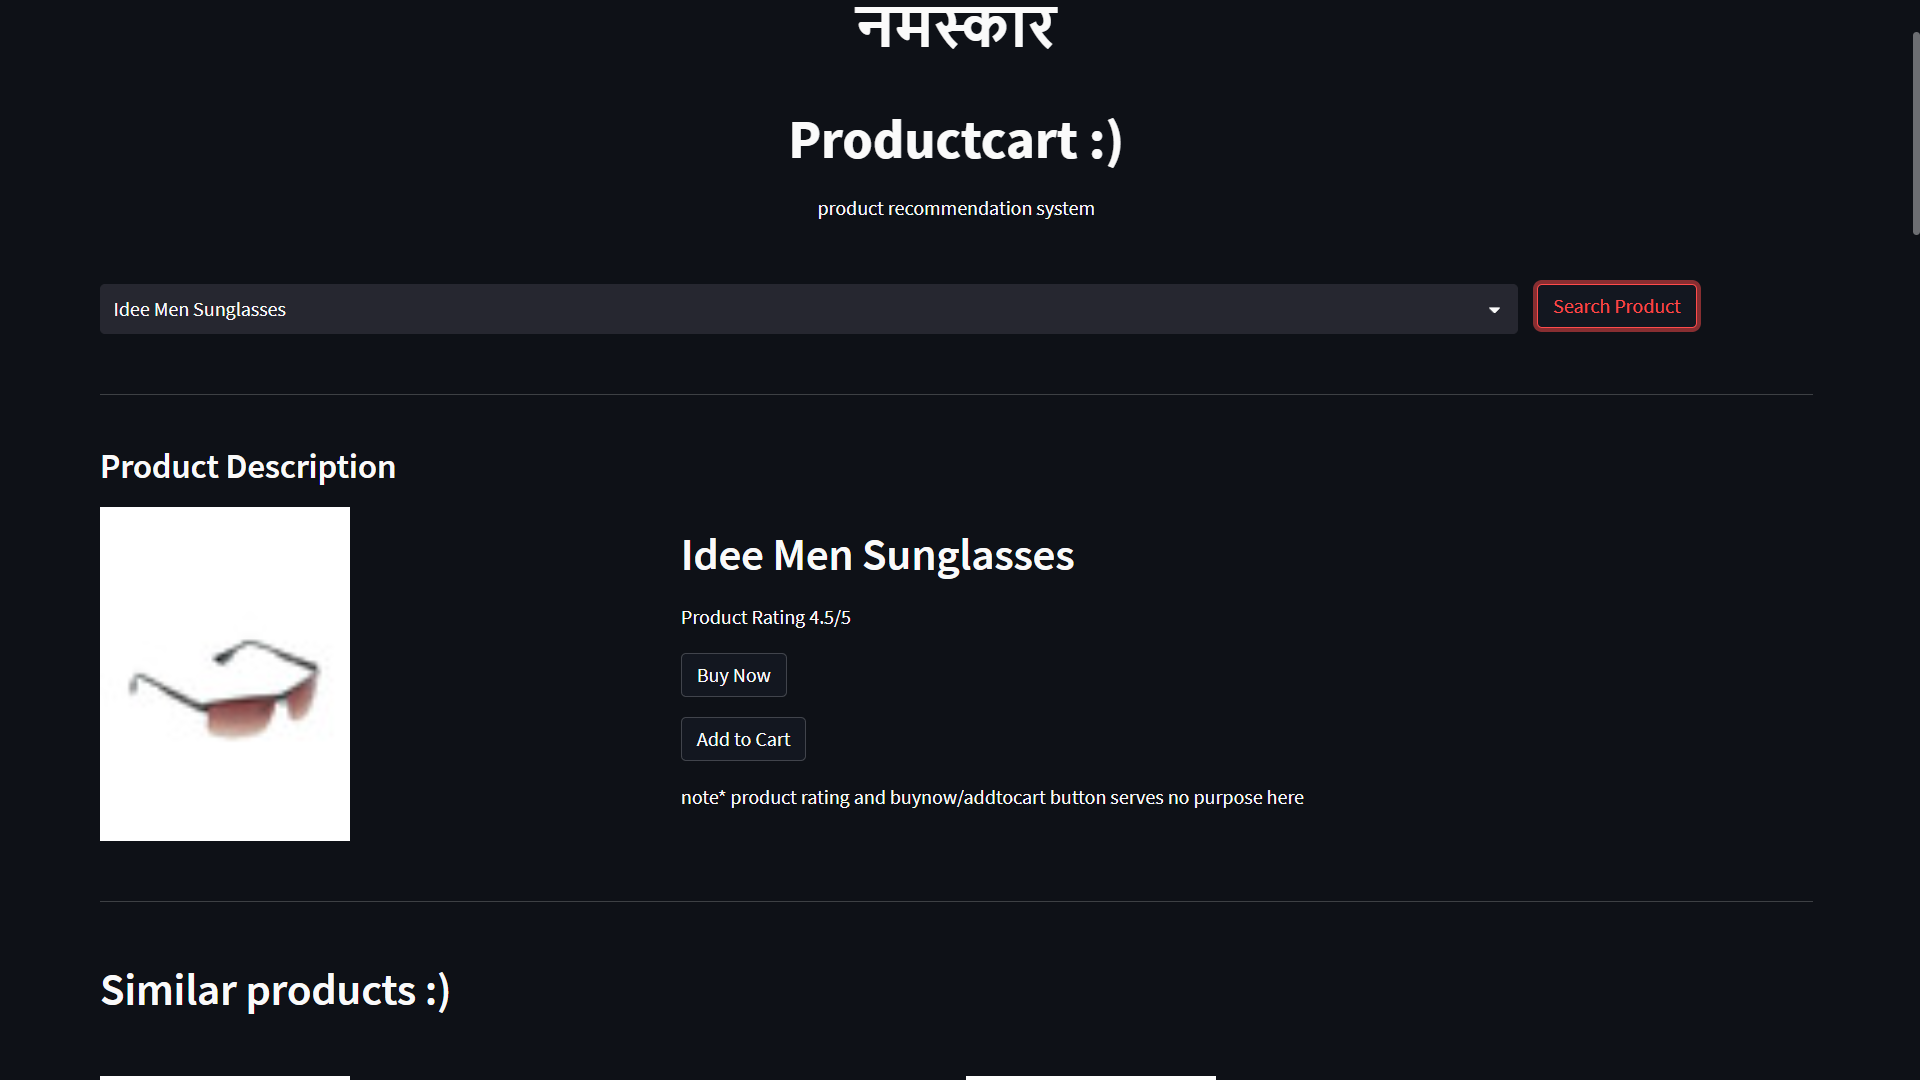 नमस्कार
Productcart :)
product recommendation system
Idee Men Sunglasses
Search Product
Product Description
Idee Men Sunglasses
Product Rating 4.5/5
Buy Now
Add to Cart
note* product rating and buynow/addtocart button serves no purpose here
Similar products :)